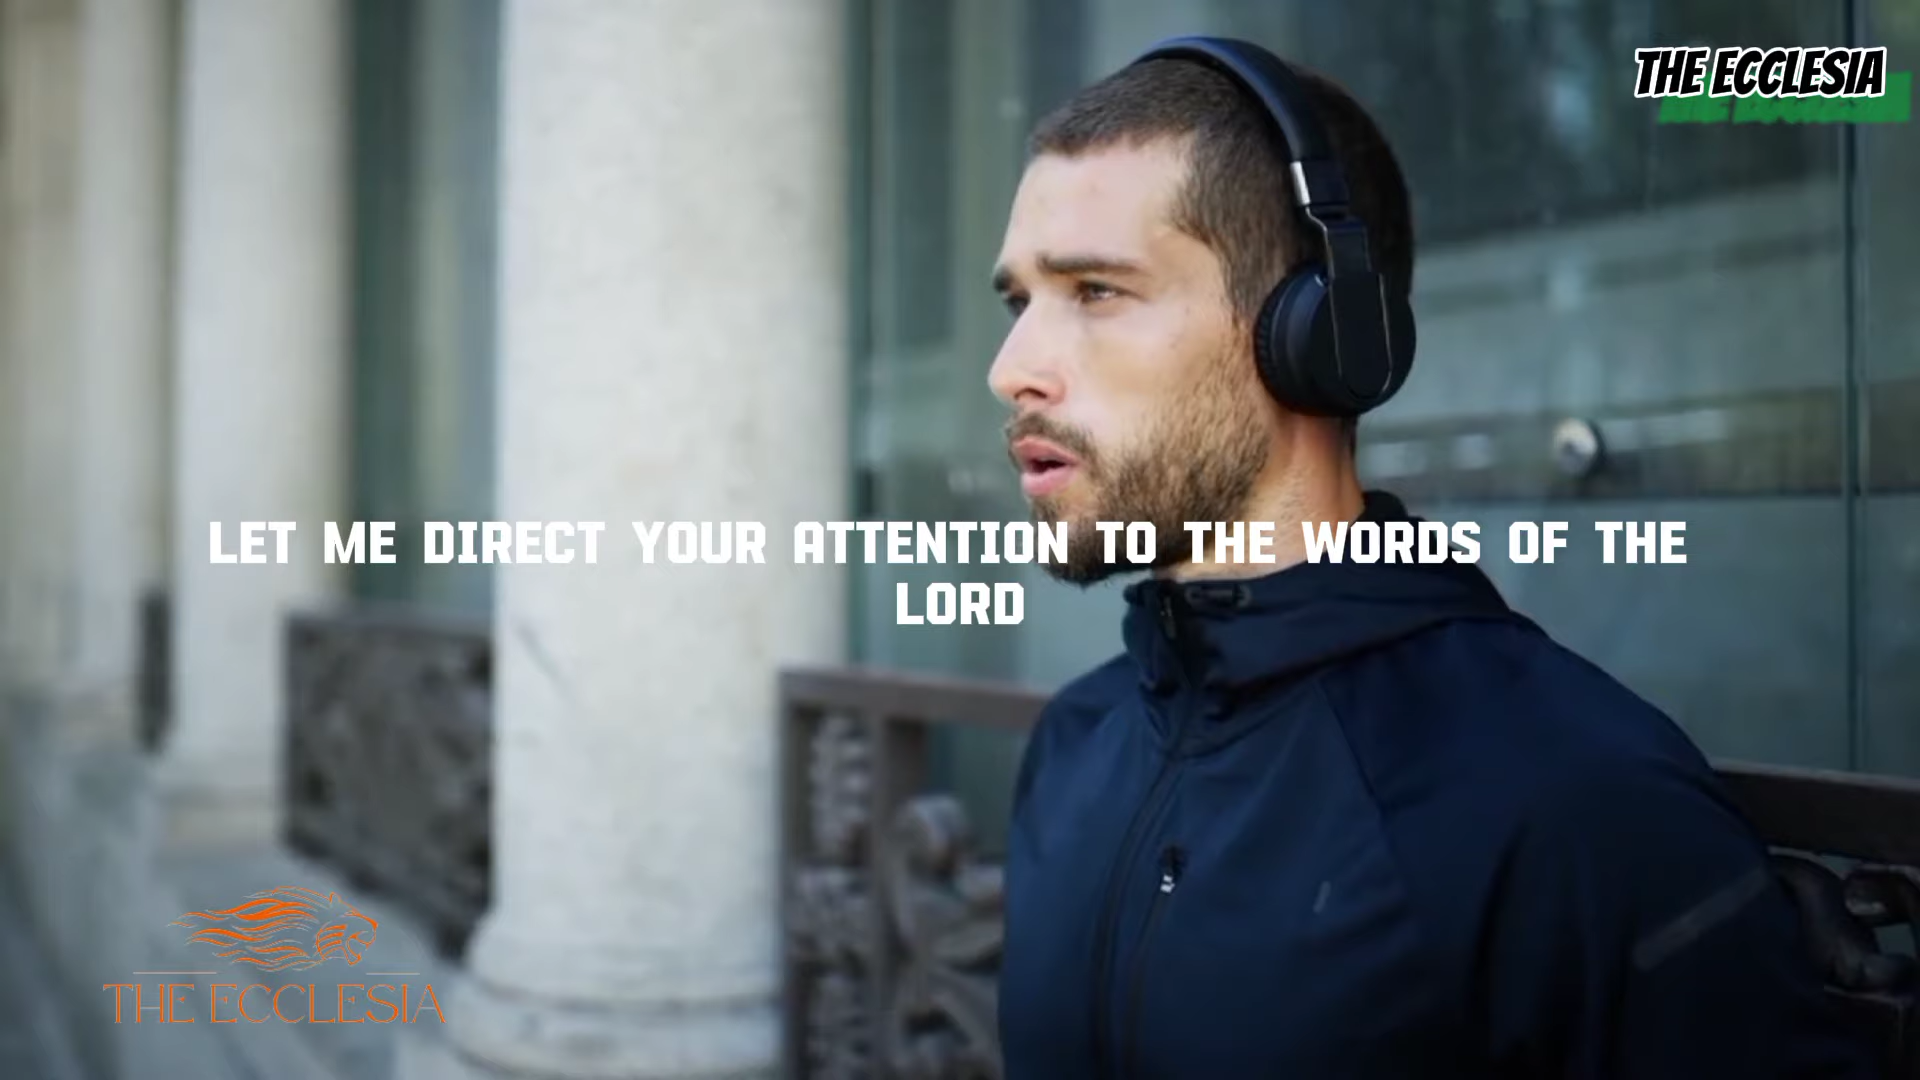 THE ECCLESIA
LET ME DIRECT YOUR ATTENTION TO THE WORDS OF THE
LORD
THE ECCLESIA